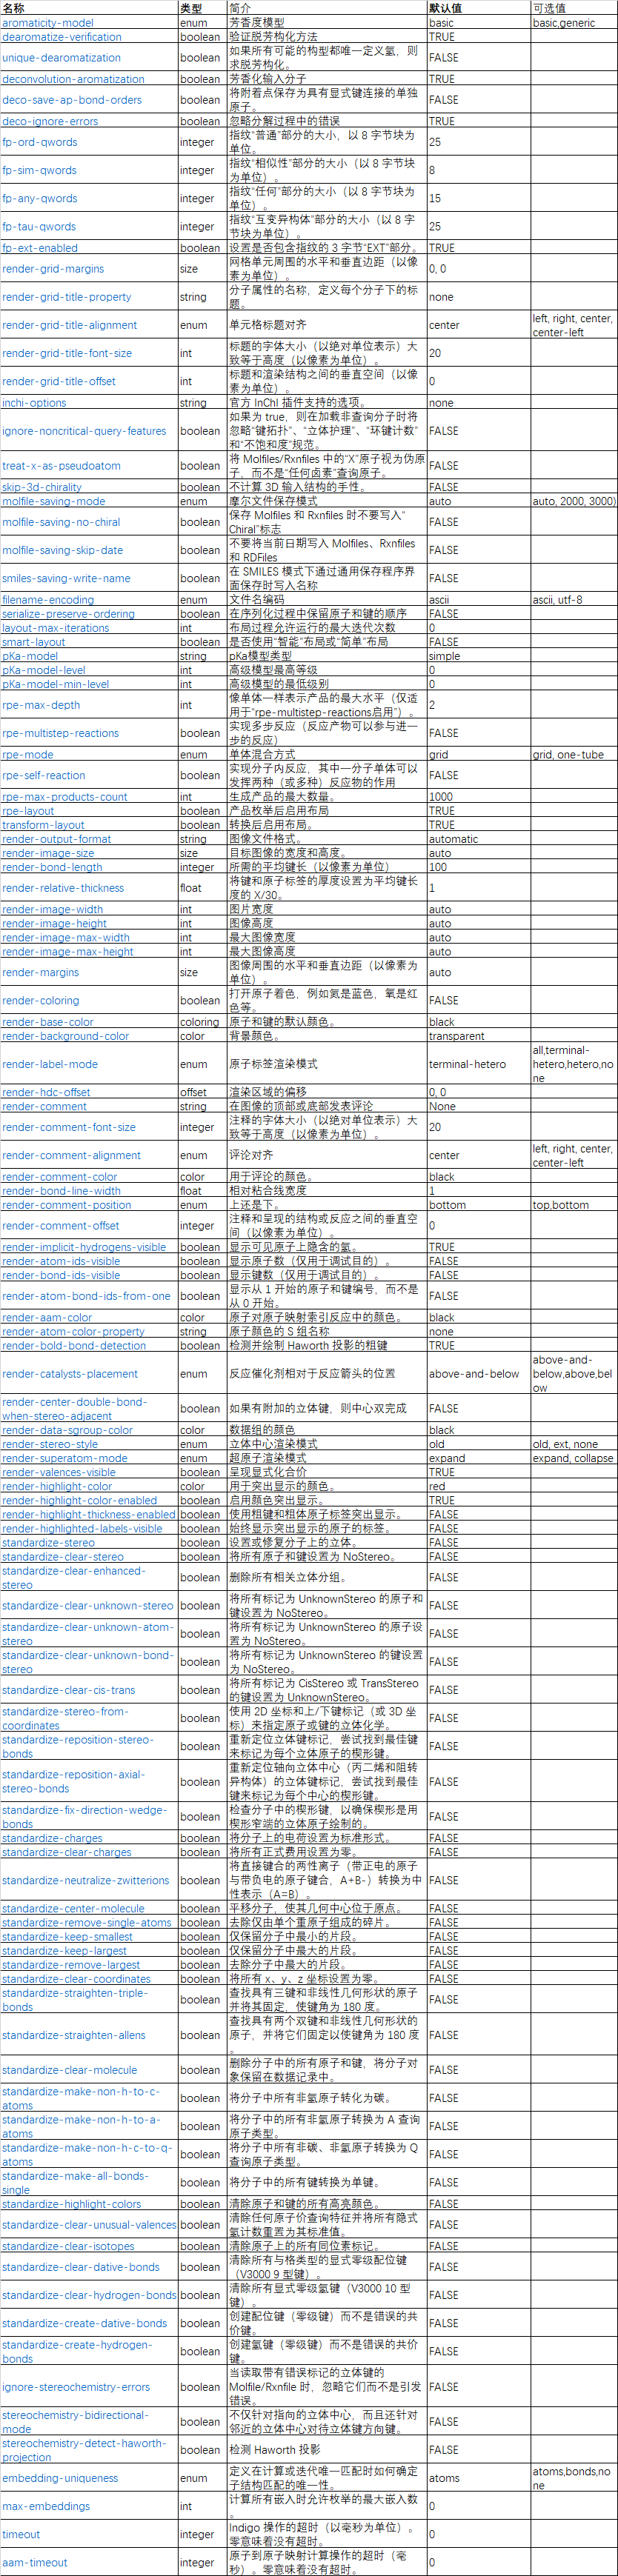 名称 类型 简介 默认值 可选值
aromaticity-model enum 芳香度模型 basic basic,generic
dearomatize-verification boolean 验证脱芳构化方法 TRUE
unique-dearomatization boolean 如果所有可能的构型都唯一定义氢，则 FALSE
求脱芳构化。
deconvolution-aromatization boolean 芳香化输入分子 TRUE
deco-save-ap-bond-orders boolean 将附着点保存为具有显式键连接的单独 FALSE
原子。
deco-ignore-errors boolean 忽略分解过程中的错误 TRUE
fp-ord-qwords integer 指纹“普通”部分的大小，以 8 字节块为 25
单位。
fp-sim-qwords integer 指纹“相似性”部分的大小（以 8 字节块 8
为单位）。
fp-any-qwords integer 指纹“任何”部分的大小（以 8 字节块为 15
单位）。
fp-tau-qwords integer 指纹“互变异构体”部分的大小（以 8 字 25
节块为单位）。
fp-ext-enabled boolean 设置是否包含指纹的 3 字节“EXT”部分。 TRUE
render-grid-margins size 网格单元周围的水平和垂直边距（以像 0, 0
素为单位）。
render-grid-title-property string 分子属性的名称，定义每个分子下的标 none
题。
render-grid-title-alignment enum 单元格标题对齐 center left, right, center,
center-left
render-grid-title-font-size int 标题的字体大小（以绝对单位表示）大 20
致等于高度（以像素为单位）。
render-grid-title-offset int 标题和渲染结构之间的垂直空间（以像 0
素为单位）。
inchi-options string 官方 InChI 插件支持的选项。 none
ignore-noncritical-query-features boolean 如果为 true，则在加载非查询分子时将 FALSE
忽略“键拓扑”、“立体护理”、“环键计数”
和“不饱和度”规范。
treat-x-as-pseudoatom boolean 将 Molfiles/Rxnfiles 中的“X”原子视为伪原 FALSE
子，而不是“任何卤素”查询原子。
skip-3d-chirality boolean 不计算 3D 输入结构的手性。 FALSE
molfile-saving-mode enum 摩尔文件保存模式 auto auto, 2000, 3000)
molfile-saving-no-chiral boolean 保存 Molfiles 和 Rxnfiles 时不要写入“ FALSE
Chiral”标志
molfile-saving-skip-date boolean 不要将当前日期写入 Molfiles、Rxnfiles FALSE
和 RDFiles
smiles-saving-write-name boolean 在 SMILES 模式下通过通用保存程序界 FALSE
面保存时写入名称
filename-encoding enum 文件名编码 ascii ascii, utf-8
serialize-preserve-ordering boolean 在序列化过程中保留原子和键的顺序 FALSE
layout-max-iterations int 布局过程允许运行的最大迭代次数 0
smart-layout boolean 是否使用“智能”布局或“简单”布局 FALSE
pKa-model string pKa模型类型 simple
pKa-model-level int 高级模型最高等级 0
pKa-model-min-level int 高级模型的最低级别 0
rpe-max-depth int 像单体一样表示产品的最大水平（仅适 2
用于“rpe-multistep-reactions启用”）。
rpe-multistep-reactions boolean 实现多步反应（反应产物可以参与进一 FALSE
步的反应）
rpe-mode enum 单体混合方式 grid grid, one-tube
rpe-self-reaction boolean 实现分子内反应，其中一分子单体可以 FALSE
发挥两种（或多种）反应物的作用
rpe-max-products-count int 生成产品的最大数量。 1000
rpe-layout boolean 产品枚举后启用布局 TRUE
transform-layout boolean 转换后启用布局。 TRUE
render-output-format string 图像文件格式。 automatic
render-image-size size 目标图像的宽度和高度。 auto
render-bond-length integer 所需的平均键长（以像素为单位） 100
render-relative-thickness float 将键和原子标签的厚度设置为平均键长 1
度的 X/30。
render-image-width int 图片宽度 auto
render-image-height int 图像高度 auto
render-image-max-width int 最大图像宽度 auto
render-image-max-height int 最大图像高度 auto
render-margins size 图像周围的水平和垂直边距（以像素为 auto
单位）。
render-coloring boolean 打开原子着色，例如氮是蓝色，氧是红 FALSE
色等。
render-base-color coloring 原子和键的默认颜色。 black
render-background-color color 背景颜色。 transparent
render-label-mode enum 原子标签渲染模式 terminal-hetero all,terminal-
hetero,hetero,no
ne
render-hdc-offset offset 渲染区域的偏移 0, 0
render-comment string 在图像的顶部或底部发表评论 None
render-comment-font-size integer 注释的字体大小（以绝对单位表示）大 20
致等于高度（以像素为单位）。
render-comment-alignment enum 评论对齐 center left, right, center,
center-left
render-comment-color color 用于评论的颜色。 black
render-bond-line-width float 相对粘合线宽度 1
render-comment-position enum 上还是下。 bottom top,bottom
render-comment-offset integer 注释和呈现的结构或反应之间的垂直空 0
间（以像素为单位）。
render-implicit-hydrogens-visible boolean 显示可见原子上隐含的氢。 TRUE
render-atom-ids-visible boolean 显示原子数（仅用于调试目的）。 FALSE
render-bond-ids-visible boolean 显示键数（仅用于调试目的）。 FALSE
render-atom-bond-ids-from-one boolean 显示从 1 开始的原子和键编号，而不是 FALSE
从 0 开始。
render-aam-color color 原子对原子映射索引反应中的颜色。 black
render-atom-color-property string 原子颜色的 S 组名称 none
render-bold-bond-detection boolean 检测并绘制 Haworth 投影的粗键 TRUE
render-catalysts-placement enum 反应催化剂相对于反应箭头的位置 above-and-below above-and-
below,above,bel
ow
render-center-double-bond- boolean 如果有附加的立体键，则中心双完成 FALSE
when-stereo-adjacent
render-data-sgroup-color color 数据组的颜色 black
render-stereo-style enum 立体中心渲染模式 old old, ext, none
render-superatom-mode enum 超原子渲染模式 expand expand, collapse
render-valences-visible boolean 呈现显式化合价 TRUE
render-highlight-color color 用于突出显示的颜色。 red
render-highlight-color-enabled boolean 启用颜色突出显示。 TRUE
render-highlight-thickness-enabled boolean 使用粗键和粗体原子标签突出显示。 FALSE
render-highlighted-labels-visible boolean 始终显示突出显示的原子的标签。 FALSE
standardize-stereo boolean 设置或修复分子上的立体。 FALSE
standardize-clear-stereo boolean 将所有原子和键设置为 NoStereo。 FALSE
standardize-clear-enhanced- boolean 删除所有相关立体分组。 FALSE
stereo
standardize-clear-unknown-stereo boolean 将所有标记为 UnknownStereo 的原子和 FALSE
键设置为 NoStereo。
standardize-clear-unknown-atom- boolean 将所有标记为 UnknownStereo 的原子设 FALSE
stereo 置为 NoStereo。
standardize-clear-unknown-bond- boolean 将所有标记为 UnknownStereo 的键设置 FALSE
stereo 为 NoStereo。
standardize-clear-cis-trans boolean 将所有标记为 CisStereo 或 TransStereo FALSE
的键设置为 UnknownStereo。
standardize-stereo-from- boolean 使用 2D 坐标和上/下键标记（或 3D 坐 FALSE
coordinates 标）来指定原子或键的立体化学。
standardize-reposition-stereo- boolean 重新定位立体键标记，尝试找到最佳键 FALSE
bonds 来标记为每个立体原子的楔形键。
standardize-reposition-axial- boolean 重新定位轴向立体中心（丙二烯和阻转 FALSE
stereo-bonds 异构体）的立体键标记，尝试找到最佳
键来标记为每个中心的楔形键。
standardize-fix-direction-wedge- boolean 检查分子中的楔形键，以确保楔形是用 FALSE
bonds 楔形窄端的立体原子绘制的。
standardize-charges boolean 将分子上的电荷设置为标准形式。 FALSE
standardize-clear-charges boolean 将所有正式费用设置为零。 FALSE
standardize-neutralize-zwitterions boolean 将直接键合的两性离子（带正电的原子 FALSE
与带负电的原子键合，A+B-）转换为中
性表示（A=B）。
standardize-center-molecule boolean 平移分子，使其几何中心位于原点。 FALSE
standardize-remove-single-atoms boolean 去除仅由单个重原子组成的碎片。 FALSE
standardize-keep-smallest boolean 仅保留分子中最小的片段。 FALSE
standardize-keep-largest boolean 仅保留分子中最大的片段。 FALSE
standardize-remove-largest boolean 去除分子中最大的片段。 FALSE
standardize-clear-coordinates boolean 将所有 x、y、z 坐标设置为零。 FALSE
standardize-straighten-triple- boolean 查找具有三键和非线性几何形状的原子 FALSE
bonds 并将其固定，使键角为 180 度。
standardize-straighten-allens boolean 查找具有两个双键和非线性几何形状的 FALSE
原子，并将它们固定以使键角为 180 度
。
standardize-clear-molecule boolean 删除分子中的所有原子和键，将分子对 FALSE
象保留在数据记录中。
standardize-make-non-h-to-c- boolean 将分子中所有非氢原子转化为碳。 FALSE
atoms
standardize-make-non-h-to-a- boolean 将分子中的所有非氢原子转换为 A 查询 FALSE
atoms 原子类型。
standardize-make-non-h-c-to-q- boolean 将分子中所有非碳、非氢原子转换为 Q FALSE
atoms 查询原子类型。
standardize-make-all-bonds- boolean 将分子中的所有键转换为单键。 FALSE
single
standardize-highlight-colors boolean 清除原子和键的所有高亮颜色。 FALSE
standardize-clear-unusual-valences boolean 清除任何原子价查询特征并将所有隐式 FALSE
氢计数重置为其标准值。
standardize-clear-isotopes boolean 清除原子上的所有同位素标记。 FALSE
standardize-clear-dative-bonds boolean 清除所有与格类型的显式零级配位键 FALSE
（V3000 9 型键）。
standardize-clear-hydrogen-bonds boolean 清除所有显式零级氢键（V3000 10 型 FALSE
键）。
standardize-create-dative-bonds boolean 创建配位键（零级键）而不是错误的共 FALSE
价键。
standardize-create-hydrogen- boolean 创建氢键（零级键）而不是错误的共价 FALSE
bonds 键。
ignore-stereochemistry-errors boolean 当读取带有错误标记的立体键的 FALSE
Molfile/Rxnfile 时，忽略它们而不是引发
错误。
stereochemistry-bidirectional- boolean 不仅针对指向的立体中心，而且还针对 FALSE
mode 邻近的立体中心对待立体键方向键。
stereochemistry-detect-haworth- boolean 检测 Haworth 投影 FALSE
projection
embedding-uniqueness enum 定义在计算或迭代唯一匹配时如何确定 atoms atoms,bonds,no
子结构匹配的唯一性。 ne
max-embeddings int 计算所有嵌入时允许枚举的最大嵌入数 0
。
timeout integer Indigo 操作的超时（以毫秒为单位）。 0
零意味着没有超时。
aam-timeout integer 原子到原子映射计算操作的超时（毫 0
秒）。零意味着没有超时。